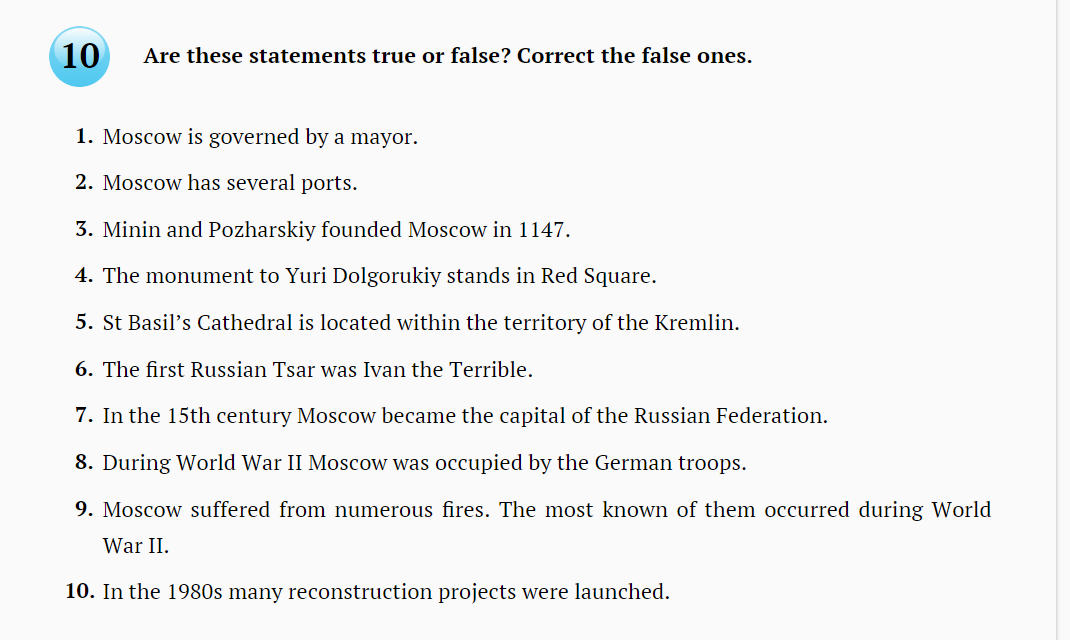 10 Are these statements true or false? Correct the false ones.
1. Moscow is governed by a mayor.
2. Moscow has several ports.
3. Minin and Pozharskiy founded Moscow in 1147.
4. The monument to Yuri Dolgorukiy stands in Red Square.
5. St Basil’s Cathedral is located within the territory of the Kremlin.
6. The first Russian Tsar was Ivan the Terrible.
7. In the 15th century Moscow became the capital of the Russian Federation.
8. During World War II Moscow was occupied by the German troops.
9. Moscow suffered from numerous fires. The most known of them occurred during World
War II.
10. In the 1980s many reconstruction projects were launched.